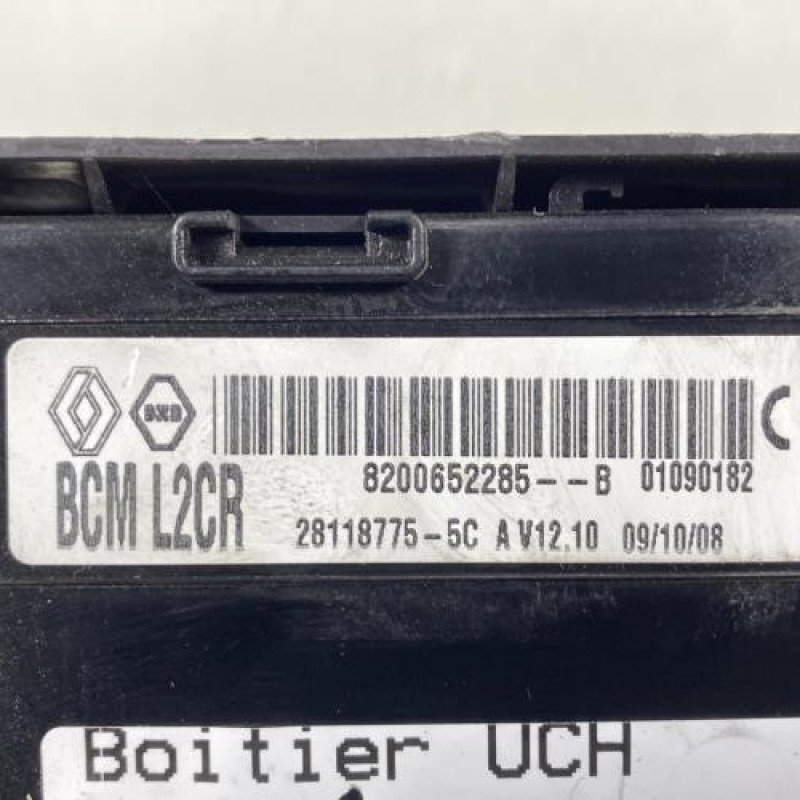 BCM L2CR
8200652285--B 01090182
28118775-5C A V12.10 09/10/08
Boitier UCH